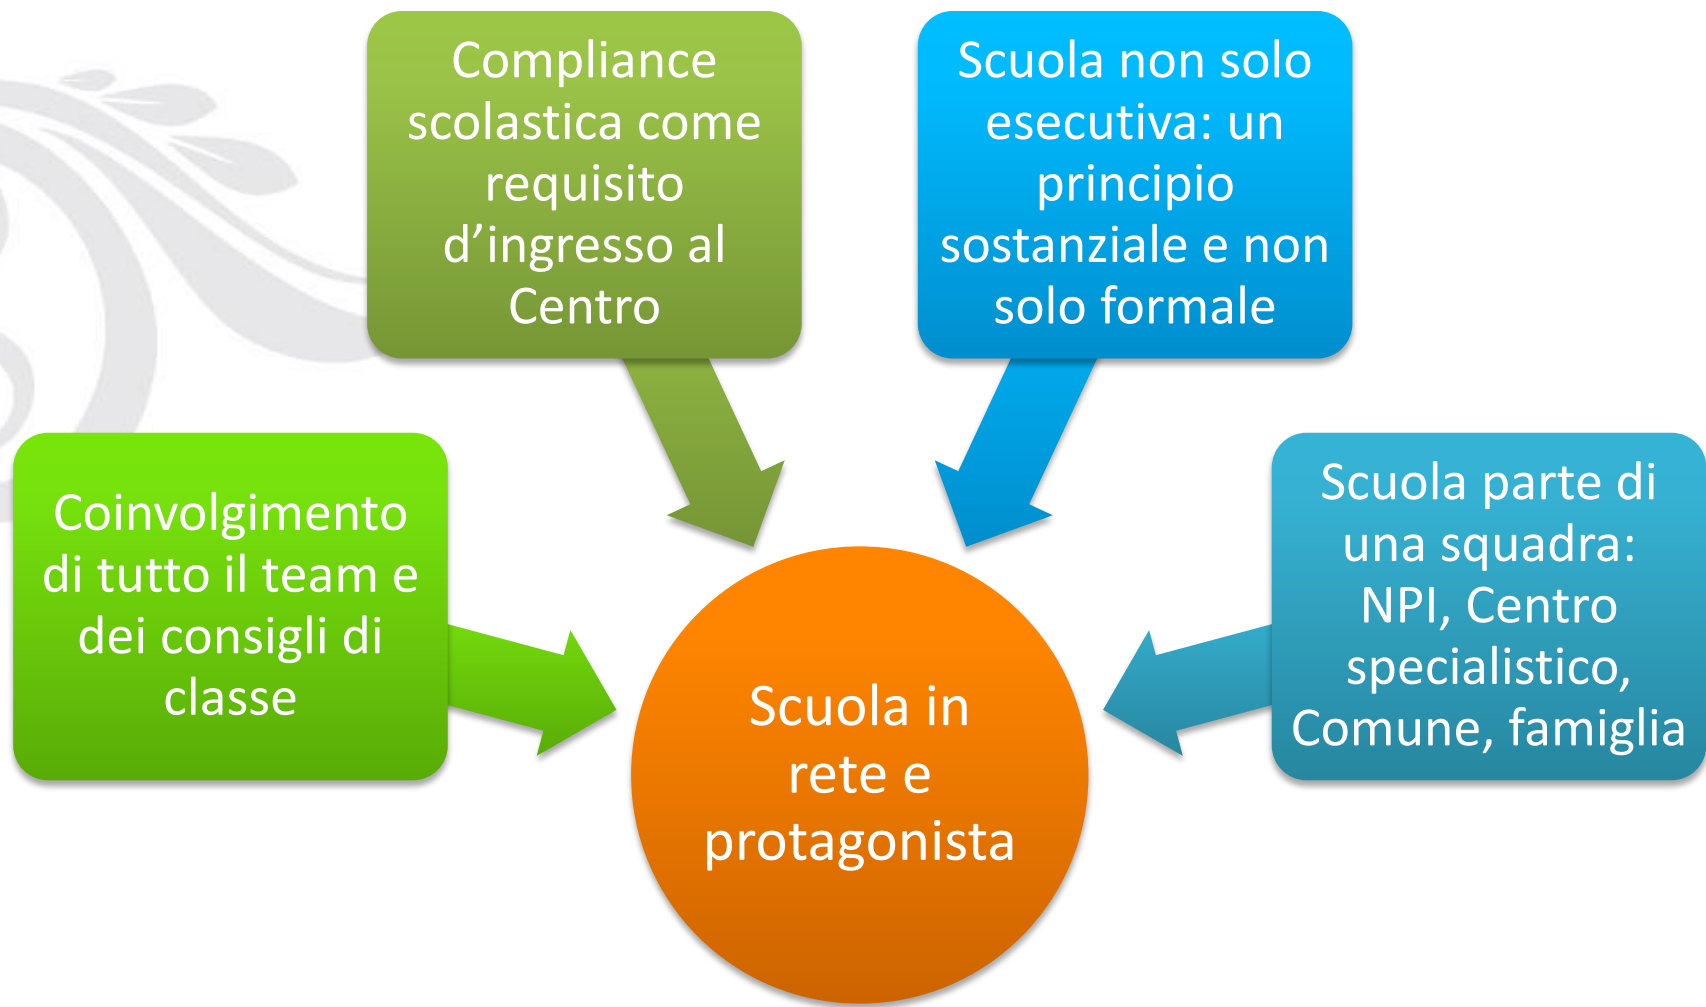 Compliance
scolastica come
requisito
d’ingresso al
Centro
Scuola non solo
esecutiva: un
principio
sostanziale e non
solo formale
Coinvolgimento
di tutto il team e
dei consigli di
classe
Scuola parte di
una squadra:
NPI, Centro
specialistico,
Comune, famiglia
Scuola in
rete e
protagonista